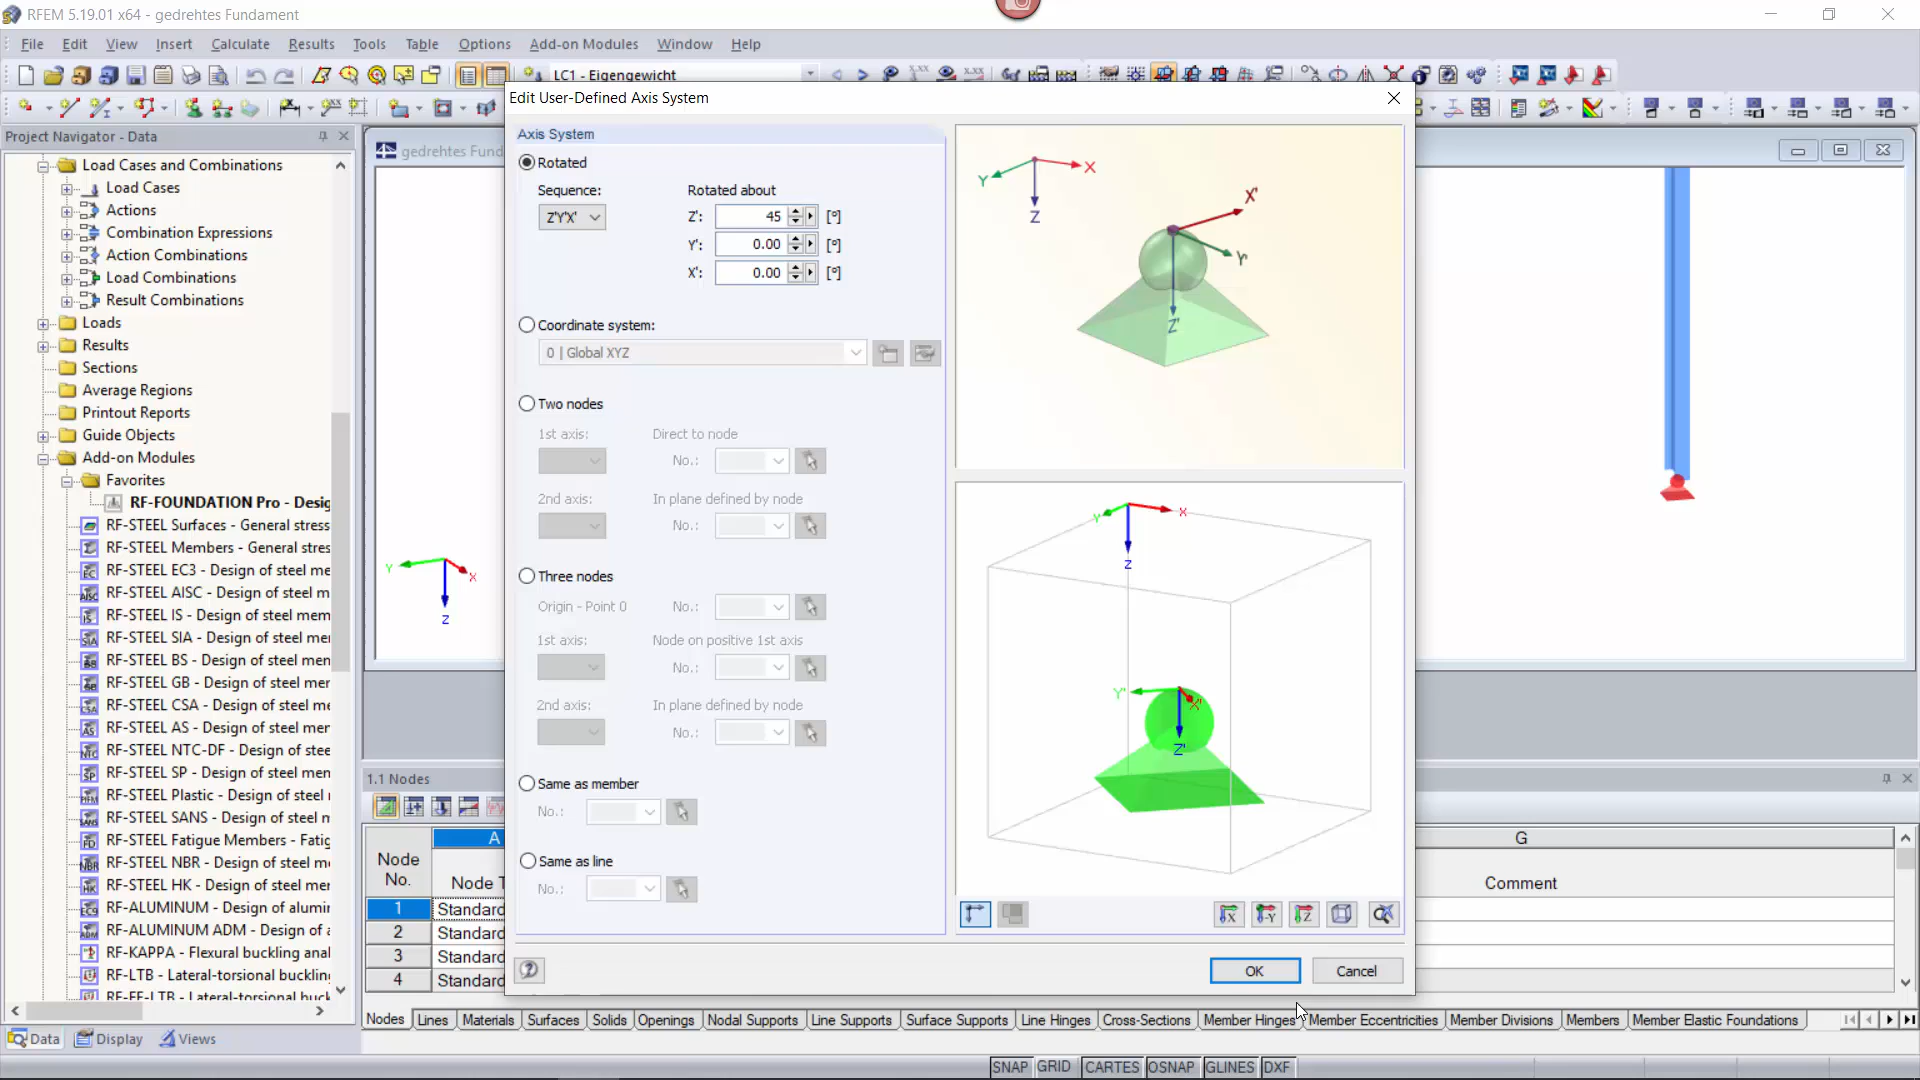 RFEM 5.19.01 x64 - gedrehtes Fundament
File Edit View Insert Calculate Results Tools Table Options Add-on Modules Window Help
LC1 - Eigengewicht
Project Navigator - Data
Load Cases and Combinations
Load Cases
Actions
Combination Expressions
Action Combinations
Load Combinations
Result Combinations
Loads
Results
Sections
Average Regions
Printout Reports
Guide Objects
Add-on Modules
Favorites
RF-FOUNDATION Pro - Desig
RF-STEEL Surfaces - General stress
RF-STEEL Members - General stres
RF-STEEL EC3 - Design of steel me
RF-STEEL AISC - Design of steel m
RF-STEEL IS - Design of steel mem
RF-STEEL SIA - Design of steel mer
RF-STEEL BS - Design of steel men
RF-STEEL GB - Design of steel mer
RF-STEEL CSA - Design of steel me
RF-STEEL AS - Design of steel men
RF-STEEL NTC-DF - Design of stee
RF-STEEL SP - Design of steel mem
RF-STEEL Plastic - Design of steel i
RF-STEEL SANS - Design of steel m
RF-STEEL Fatigue Members - Fatig
RF-STEEL NBR - Design of steel me
RF-STEEL HK - Design of steel mer
RF-ALUMINUM - Design of alumir
RF-ALUMINUM ADM - Design of a
RF-KAPPA - Flexural buckling anal
RF-LTB - Lateral-torsional buckling
RF-FE-LTB - Lateral-torsional buck
Data Display Views
gedrehtes Fund
Y X Z
Edit User-Defined Axis System
Axis System
Rotated
Sequence:
Z'Y'X'
Rotated about
Z': 45 [°]
Y': 0.00 [°]
X': 0.00 [°]
Coordinate system:
0 | Global XYZ
Two nodes
1st axis: Direct to node
No.:
2nd axis: In plane defined by node
No.:
Three nodes
Origin - Point 0 No.:
1st axis: Node on positive 1st axis
No.:
2nd axis: In plane defined by node
No.:
Same as member
No.:
Same as line
No.:
Y X Z
X' Y' Z'
Y X Z
Y' X' Z'
X -Y Z
OK Cancel
1.1 Nodes
A G
Node No.
Node T
Comment
1 Standard
2 Standard
3 Standard
4 Standard
Nodes Lines Materials Surfaces Solids Openings Nodal Supports Line Supports Surface Supports Line Hinges Cross-Sections Member Hinges Member Eccentricities Member Divisions Members Member Elastic Foundations
SNAP GRID CARTES OSNAP GLINES DXF